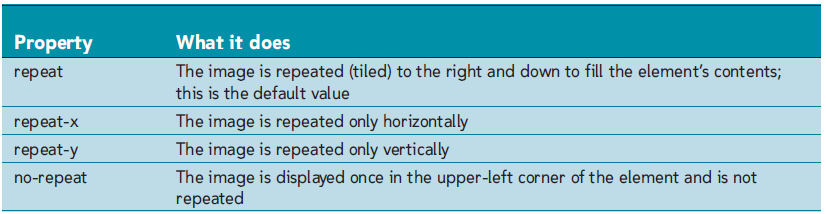 Property What it does
repeat The image is repeated (tiled) to the right and down to fill the element’s contents;
this is the default value
repeat-x The image is repeated only horizontally
repeat-y The image is repeated only vertically
no-repeat The image is displayed once in the upper-left corner of the element and is not
repeated